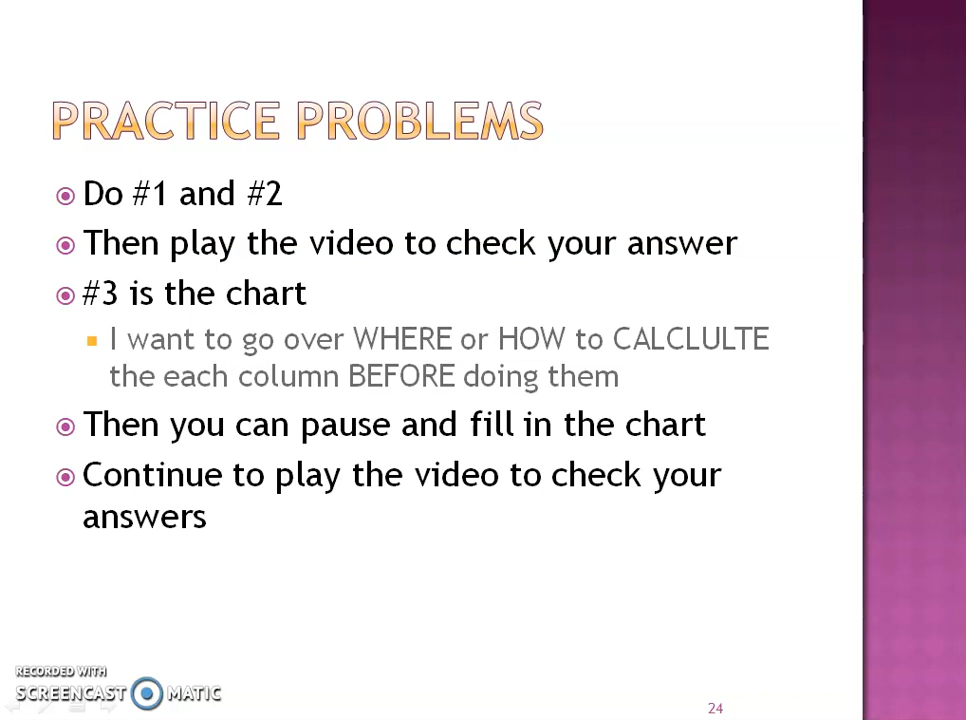 PRACTICE PROBLEMS
Do #1 and #2
Then play the video to check your answer
#3 is the chart
I want to go over WHERE or HOW to CALCLULTE
the each column BEFORE doing them
Then you can pause and fill in the chart
Continue to play the video to check your
answers
RECORDED WITH
SCREENCAST MATIC
24